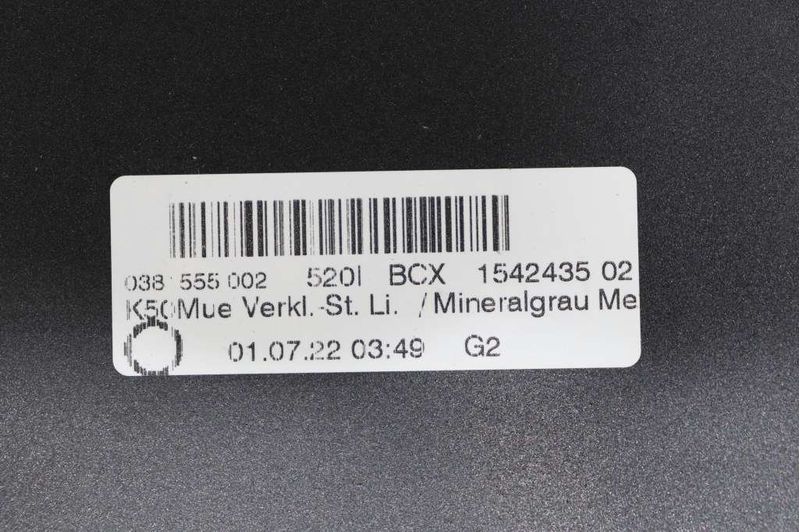 038 555 002 520I BCX 1542435 02
K50Mue Verkl.-St. Li. /Mineralgrau Me
01.07.22 03:49 G2